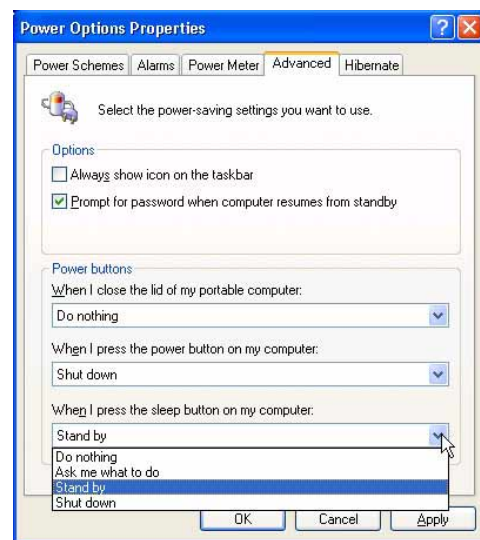 Power Options Properties
Power Schemes Alarms Power Meter Advanced Hibernate
Select the power-saving settings you want to use.
Options
Always show icon on the taskbar
Prompt for password when computer resumes from standby
Power buttons
When I close the lid of my portable computer:
Do nothing
When I press the power button on my computer:
Shut down
When I press the sleep button on my computer:
Stand by
Do nothing
Ask me what to do
Stand by
Shut down
OK Cancel Apply